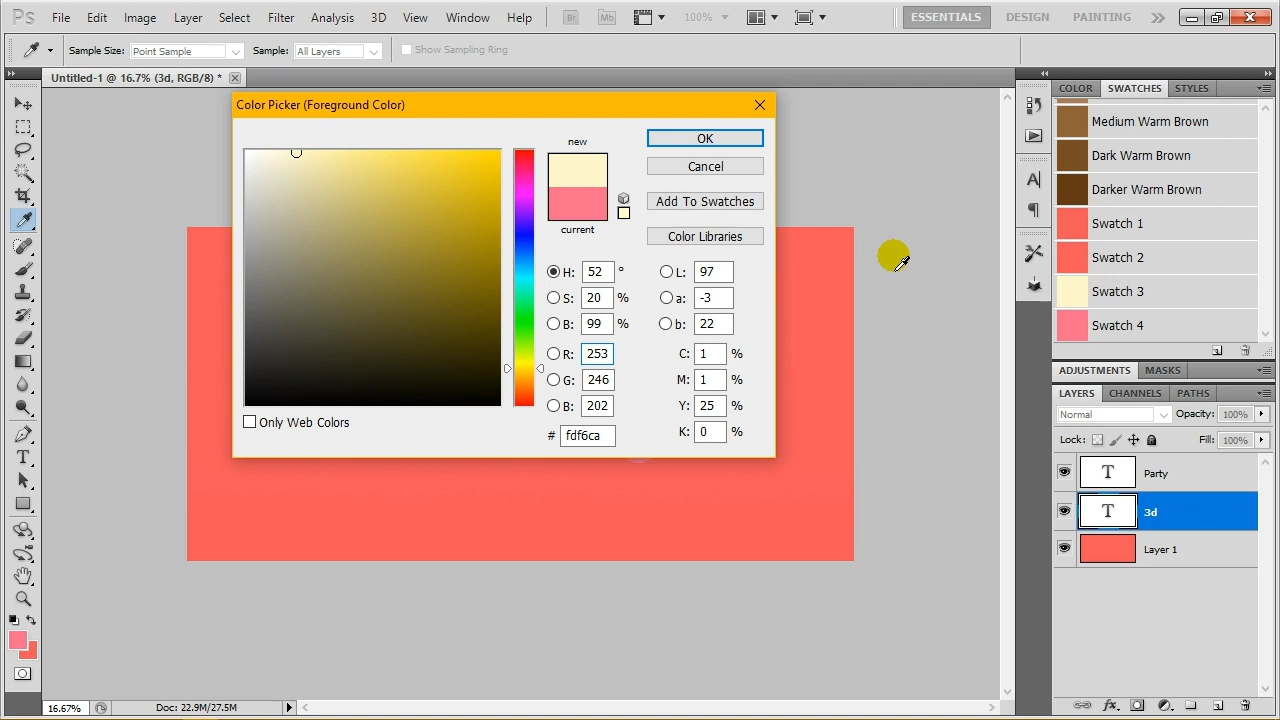 Ps File Edit Image Layer Select Filter Analysis 3D View Window Help Br Mb 100% ESSENTIALS DESIGN PAINTING
Sample Size: Point Sample Sample: All Layers Show Sampling Ring
Untitled-1 @ 16.7% (3d, RGB/8) *
Color Picker (Foreground Color)
new
current
OK
Cancel
Add To Swatches
Color Libraries
H: 52 °
S: 20 %
B: 99 %
R: 253
G: 246
B: 202
# fdf6ca
L: 97
a: -3
b: 22
C: 1 %
M: 1 %
Y: 25 %
K: 0 %
Only Web Colors
COLOR SWATCHES STYLES
Medium Warm Brown
Dark Warm Brown
Darker Warm Brown
Swatch 1
Swatch 2
Swatch 3
Swatch 4
ADJUSTMENTS MASKS
LAYERS CHANNELS PATHS
Normal Opacity: 100%
Lock: Fill: 100%
T Party
T 3d
Layer 1
16.67% Doc: 22.9M/27.5M